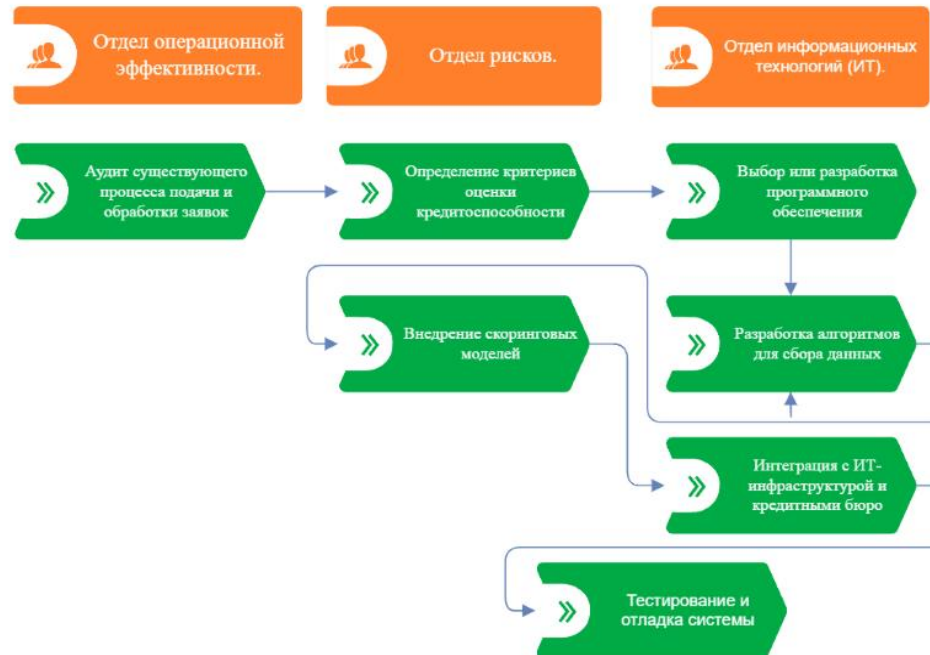 Отдел операционной
эффективности.
Отдел рисков.
Отдел информационных
технологий (ИТ).
Аудит существующего
процесса подачи и
обработки заявок
Определение критериев
оценки
кредитоспособности
Выбор или разработка
программного
обеспечения
Внедрение скоринговых
моделей
Разработка алгоритмов
для сбора данных
Интеграция с ИТ-
инфраструктурой и
кредитными бюро
Тестирование и
отладка системы